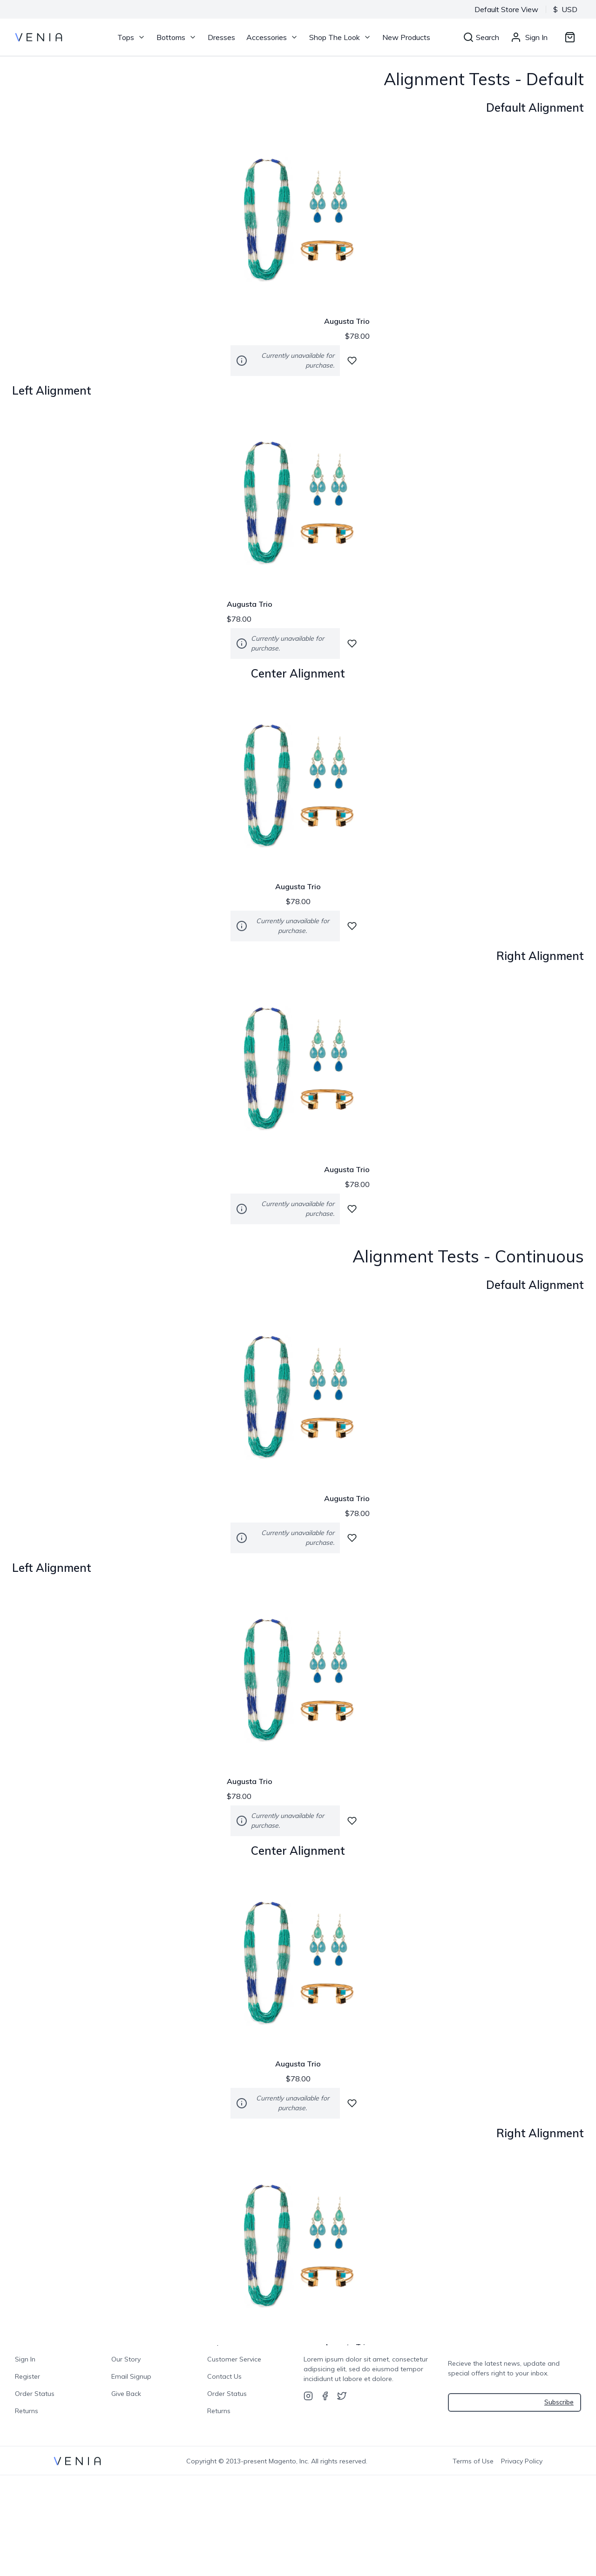 Default Store View $ USD
VENIA Tops Bottoms Dresses Accessories Shop The Look New Products Search Sign In
Alignment Tests - Default
Default Alignment
Augusta Trio
$78.00
Currently unavailable for
purchase.
Left Alignment
Augusta Trio
$78.00
Currently unavailable for
purchase.
Center Alignment
Augusta Trio
$78.00
Currently unavailable for
purchase.
Right Alignment
Augusta Trio
$78.00
Currently unavailable for
purchase.
Alignment Tests - Continuous
Default Alignment
Augusta Trio
$78.00
Currently unavailable for
purchase.
Left Alignment
Augusta Trio
$78.00
Currently unavailable for
purchase.
Center Alignment
Augusta Trio
$78.00
Currently unavailable for
purchase.
Right Alignment
Sign In
Register
Order Status
Returns
Our Story
Email Signup
Give Back
Customer Service
Contact Us
Order Status
Returns
Lorem ipsum dolor sit amet, consectetur
adipisicing elit, sed do eiusmod tempor
incididunt ut labore et dolore.
Recieve the latest news, update and
special offers right to your inbox.
Subscribe
VENIA Copyright © 2013-present Magento, Inc. All rights reserved. Terms of Use Privacy Policy